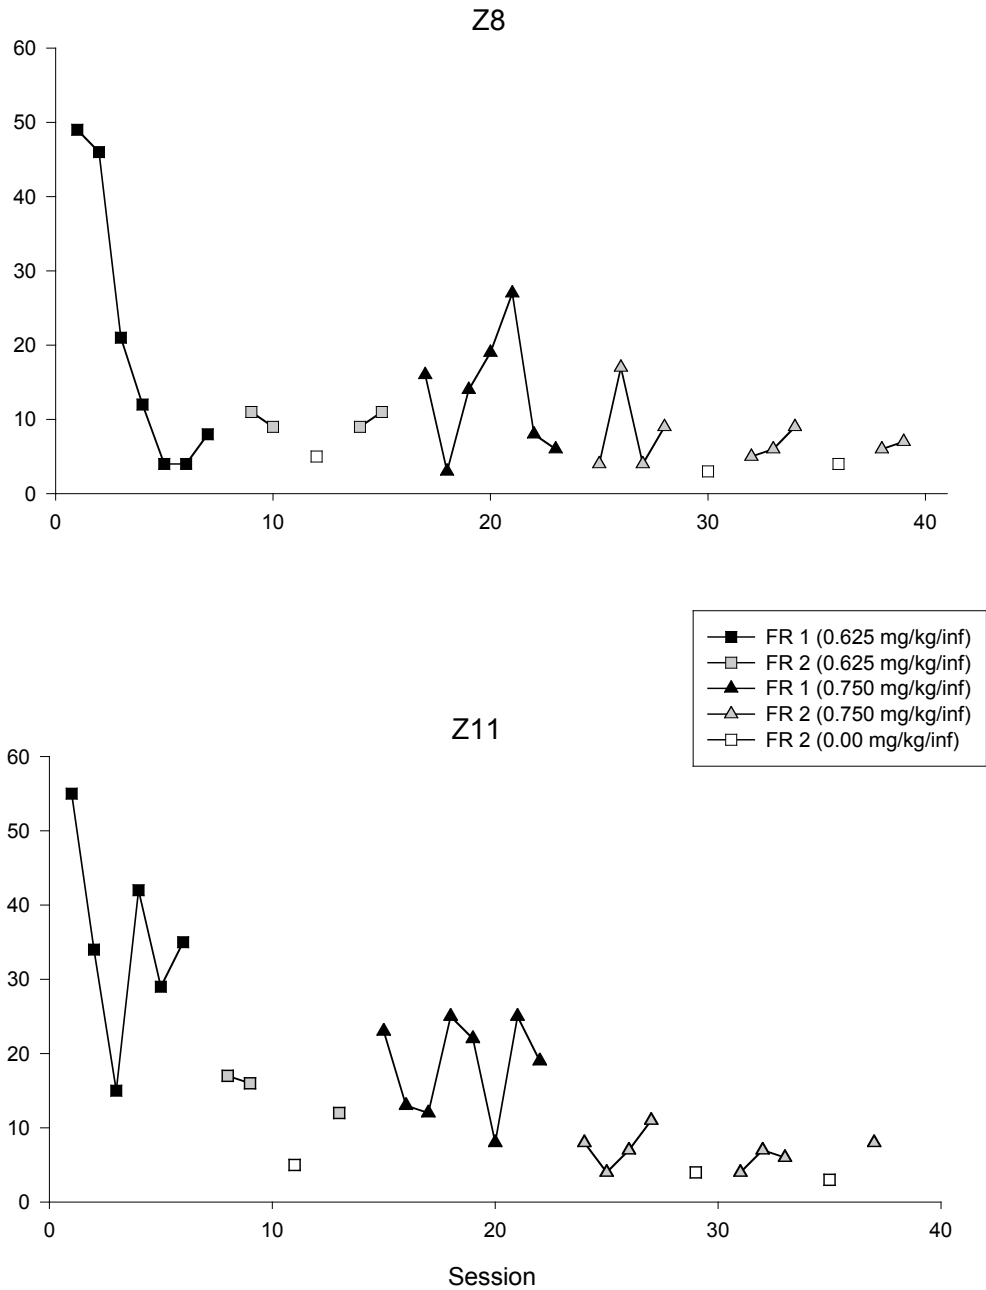 Z8
60
50
40
30
20
10
0
0 10 20 30 40
FR 1 (0.625 mg/kg/inf)
FR 2 (0.625 mg/kg/inf)
FR 1 (0.750 mg/kg/inf)
FR 2 (0.750 mg/kg/inf)
FR 2 (0.00 mg/kg/inf)
Z11
60
50
40
30
20
10
0
0 10 20 30 40
Session